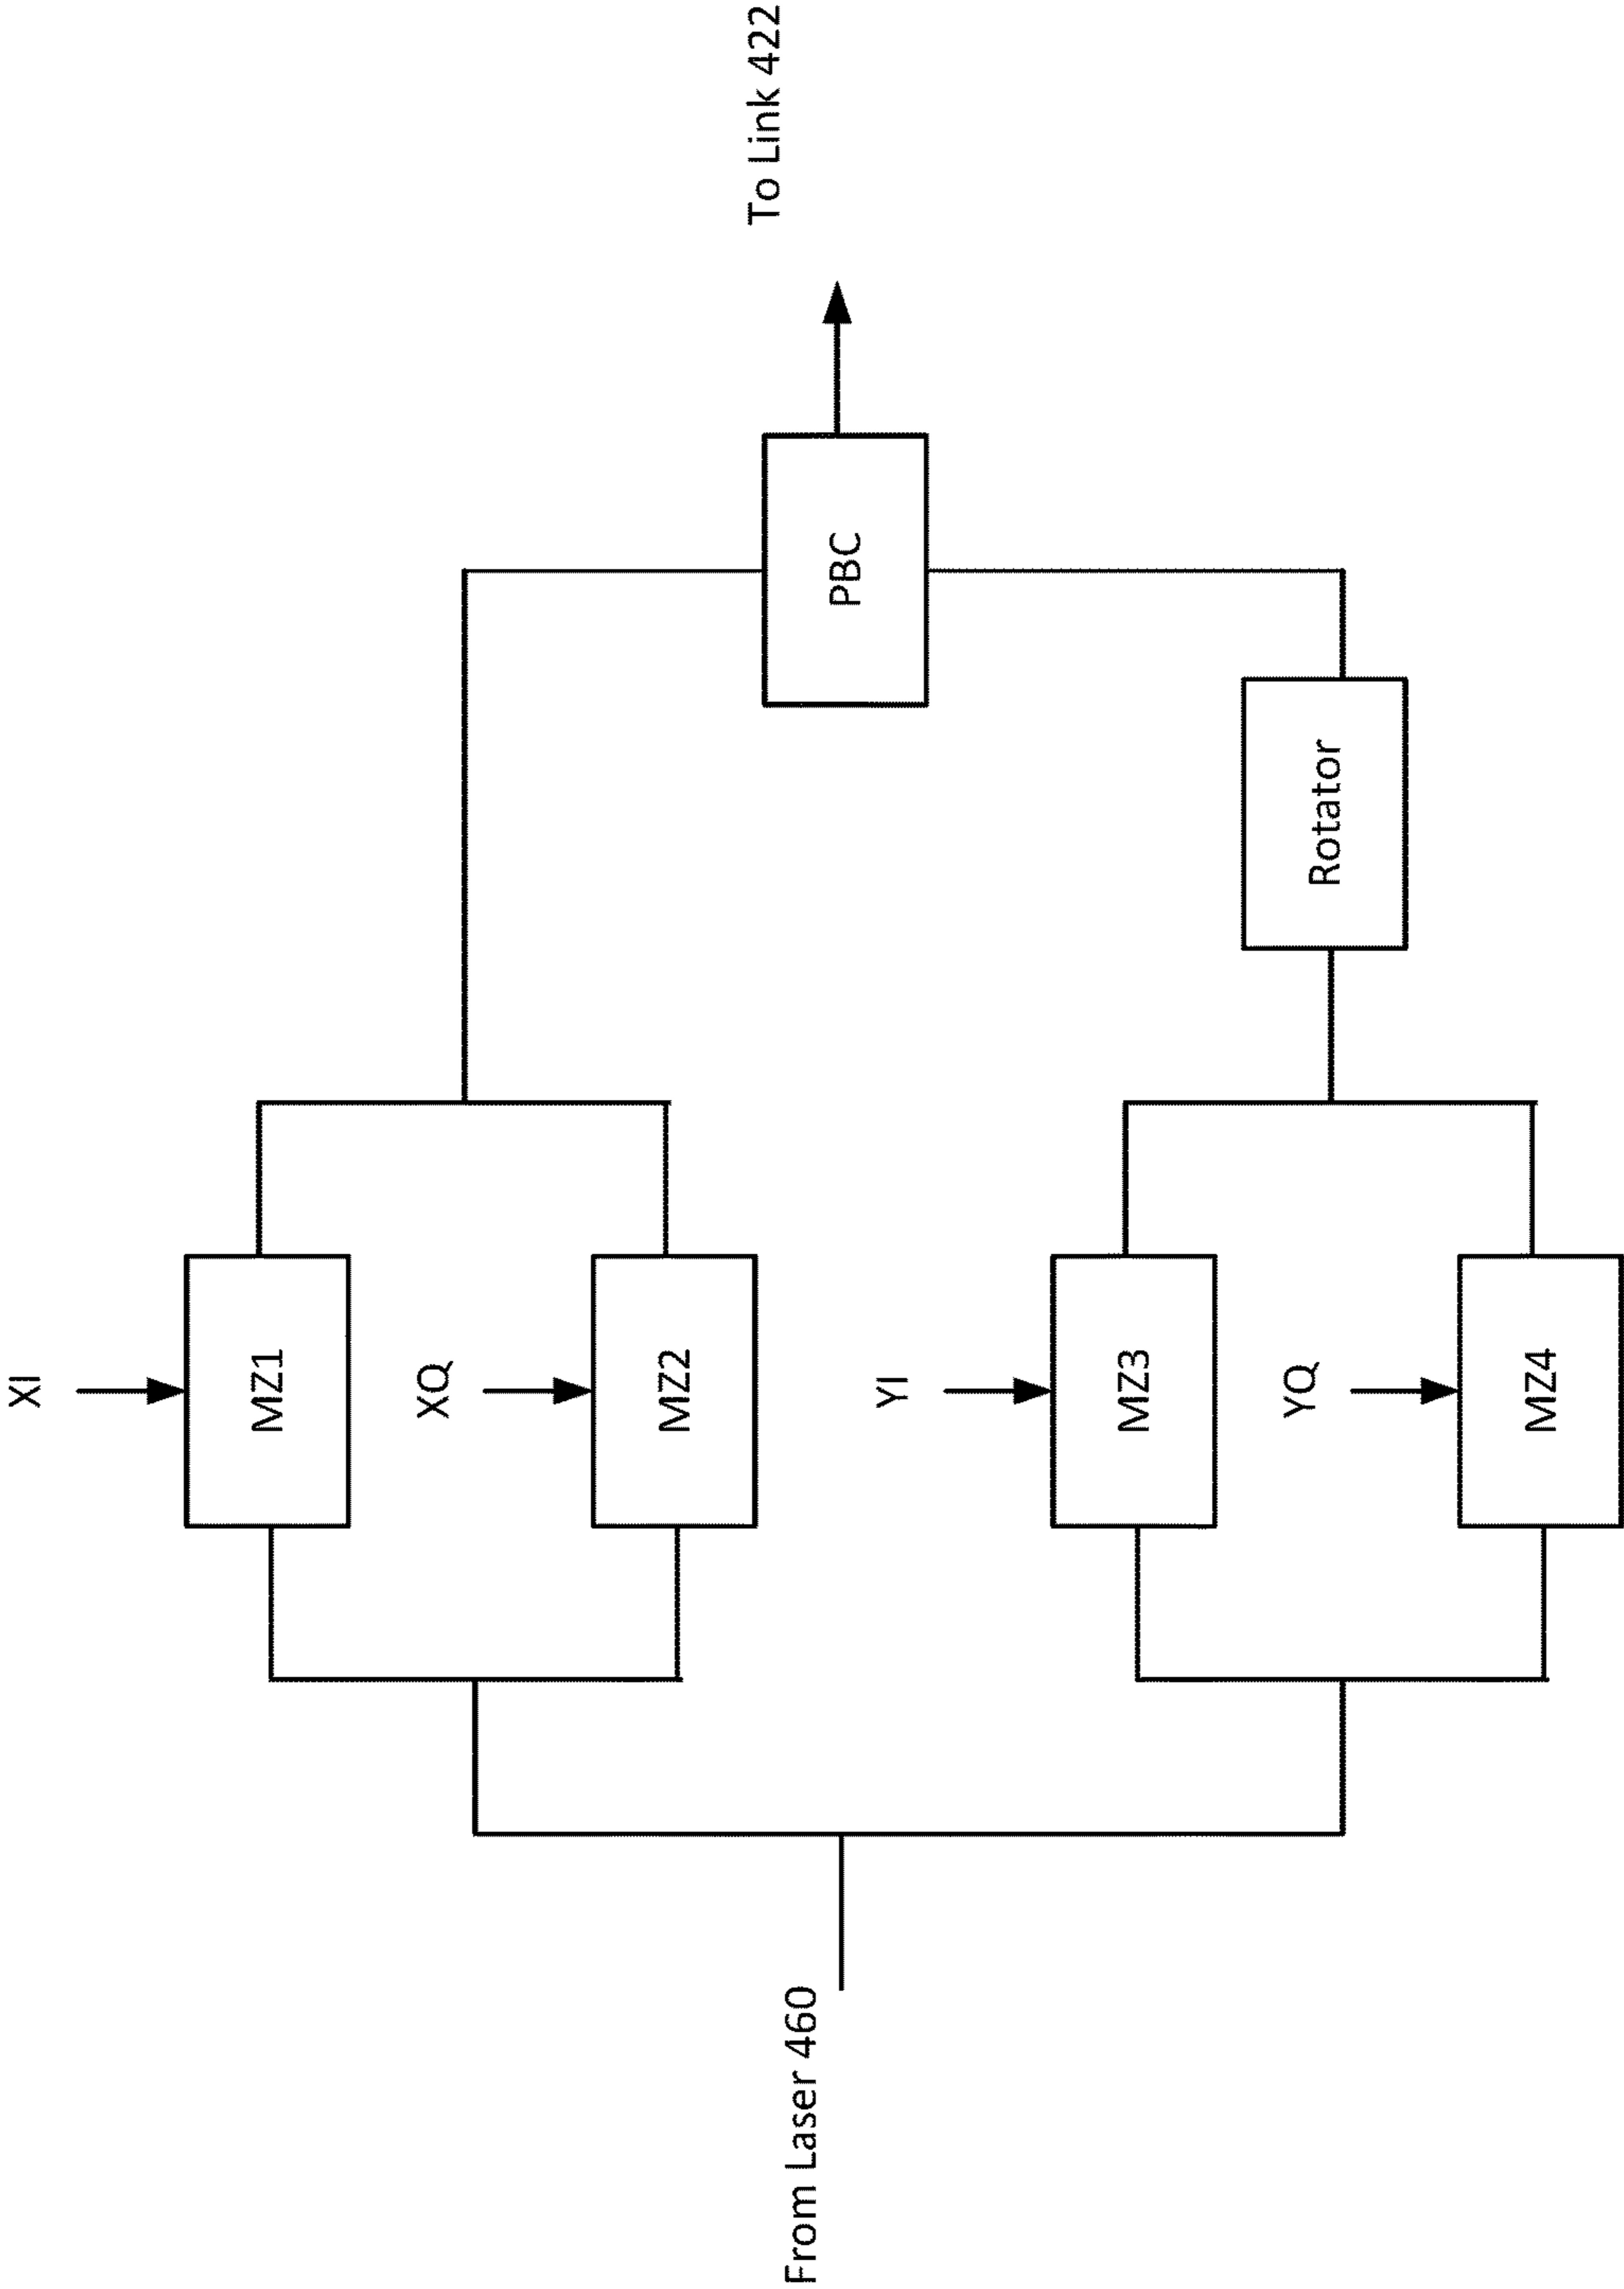 From Laser 460
XI
MZ1
XQ
MZ2
YI
MZ3
YQ
MZ4
Rotator
PBC
To Link 422